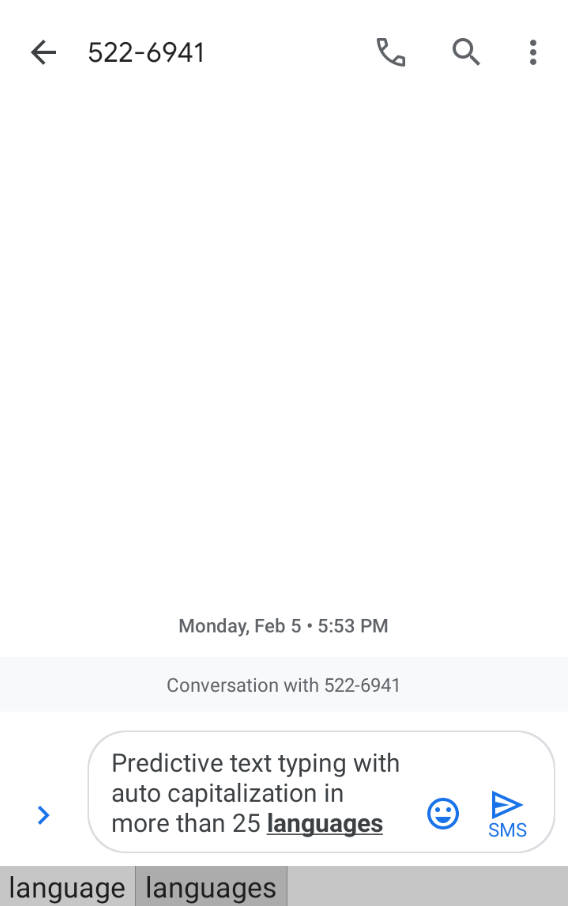 522-6941
Monday, Feb 5 • 5:53 PM
Conversation with 522-6941
Predictive text typing with
auto capitalization in
more than 25 languages
SMS
language languages